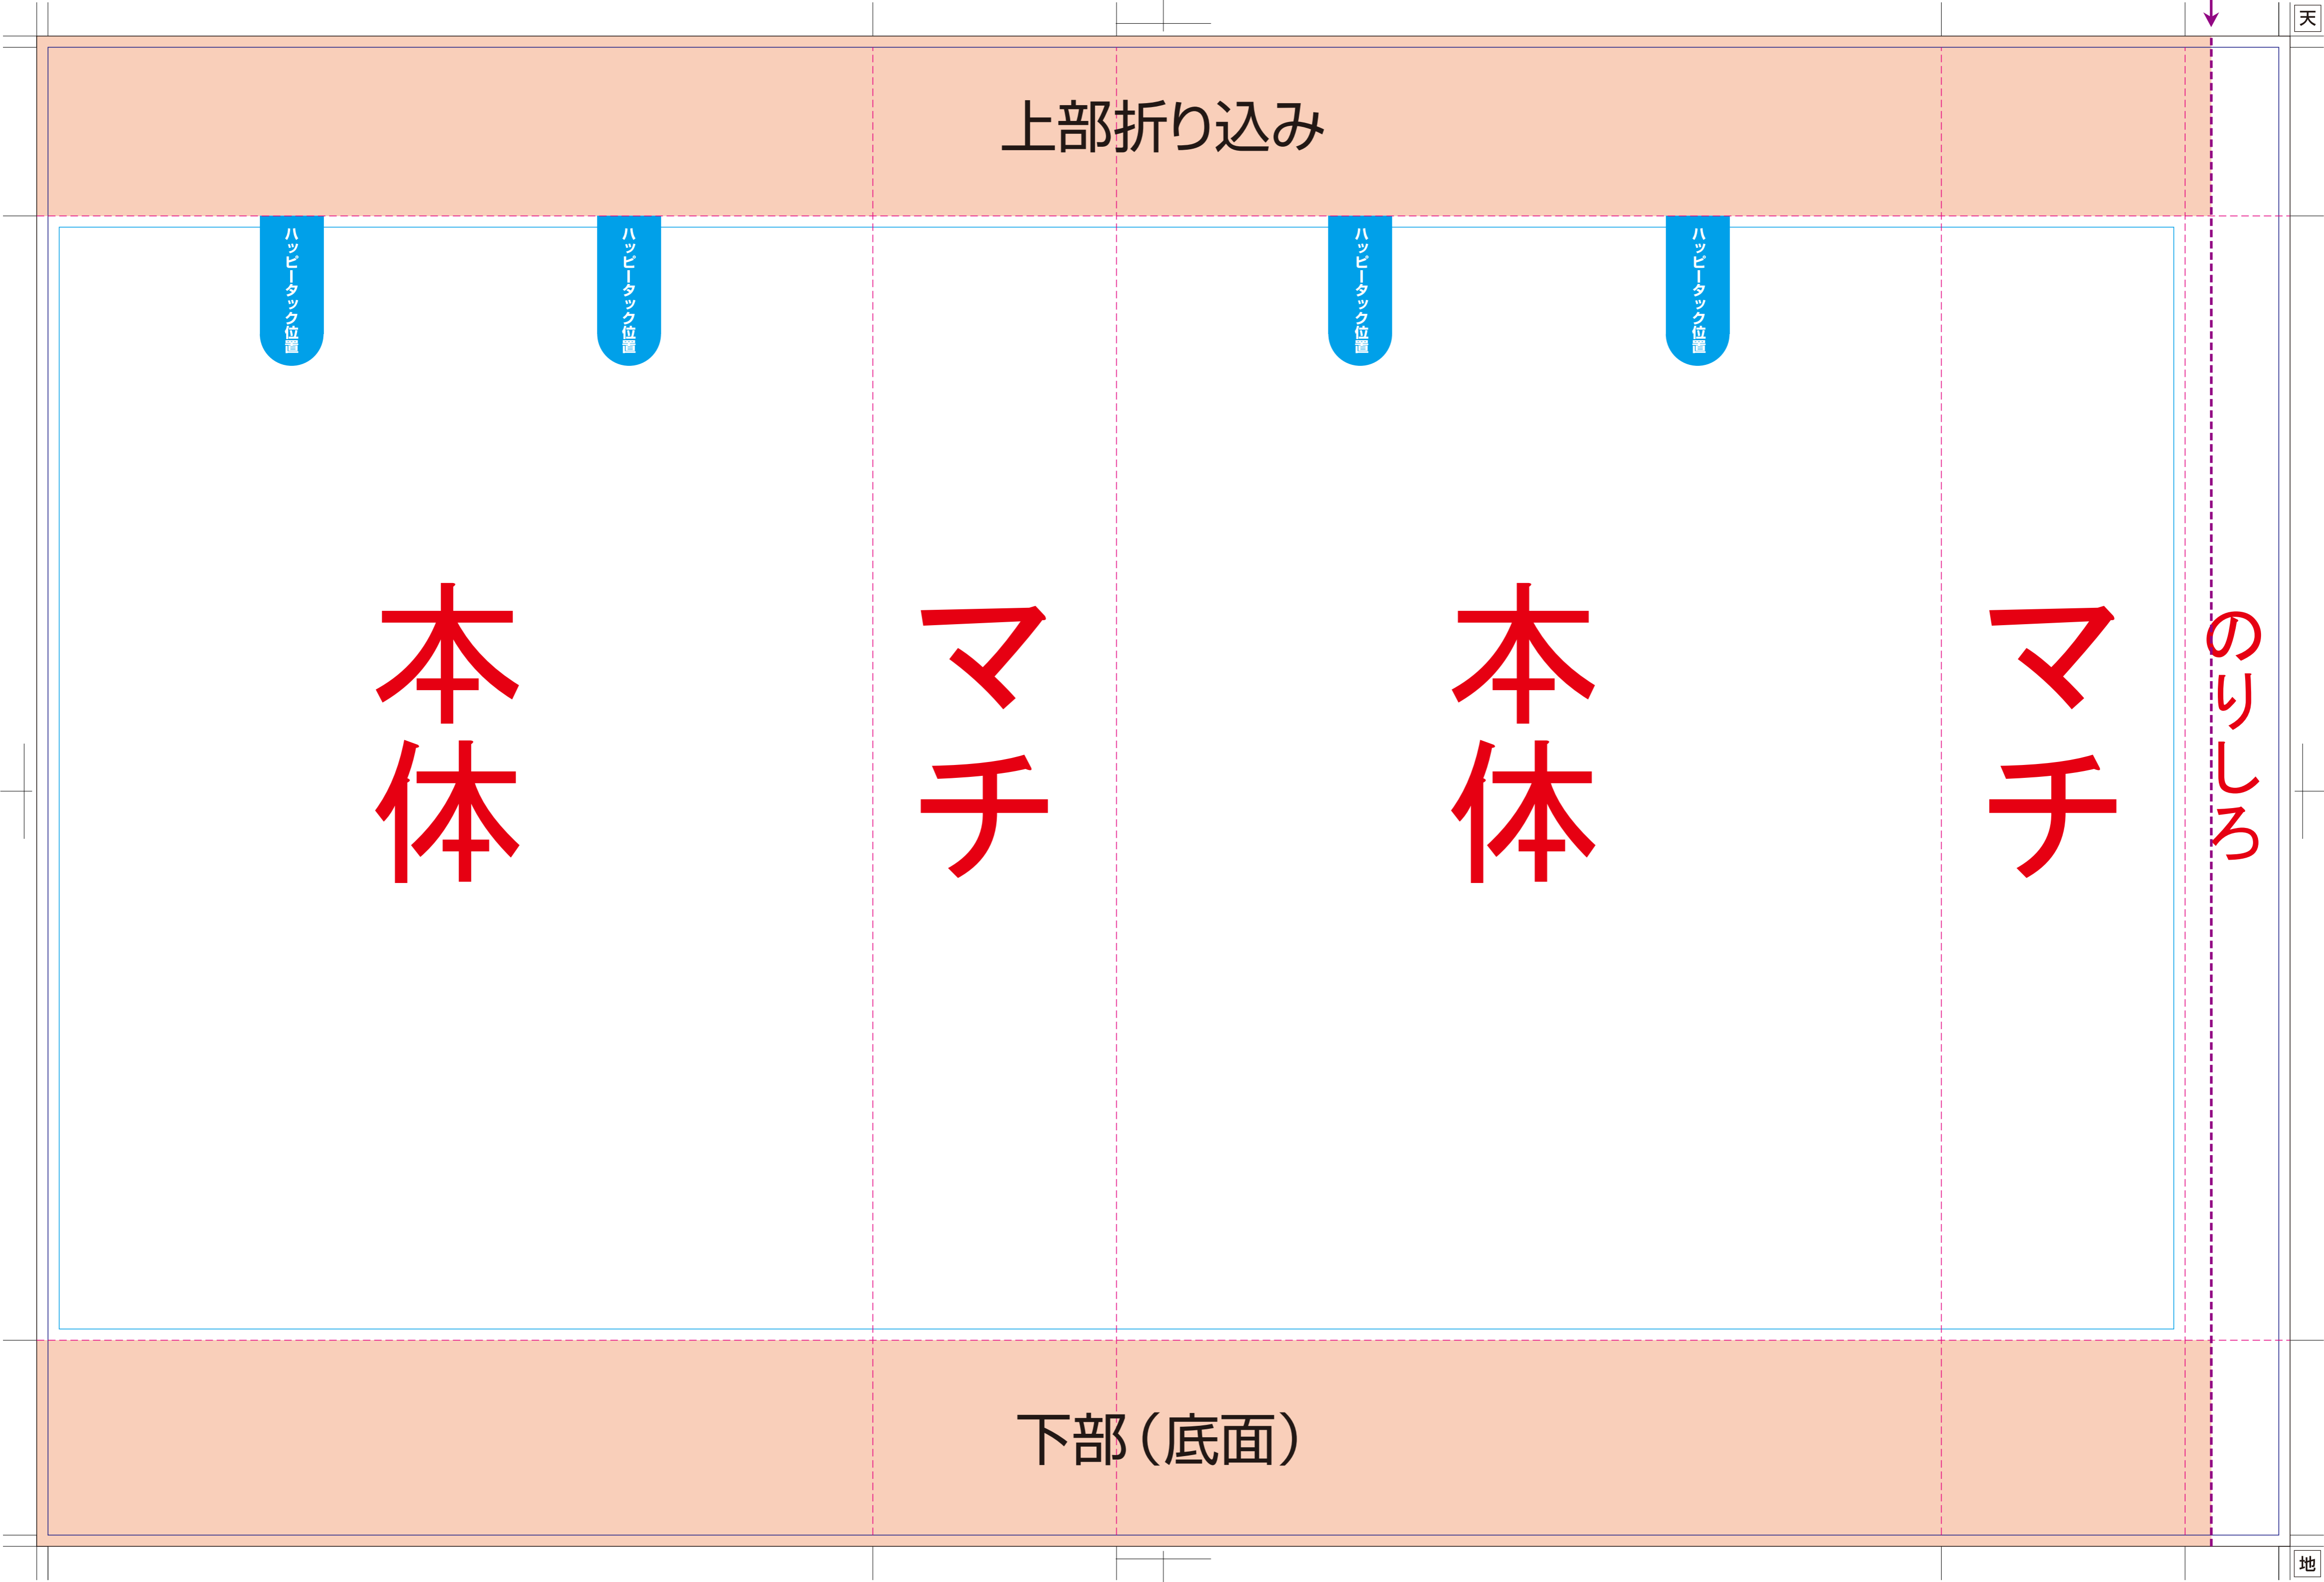 天
上部折り込み
ハッピータック位置
ハッピータック位置
ハッピータック位置
ハッピータック位置
本体
マチ
本体
マチ
のりしろ
下部（底面）
地